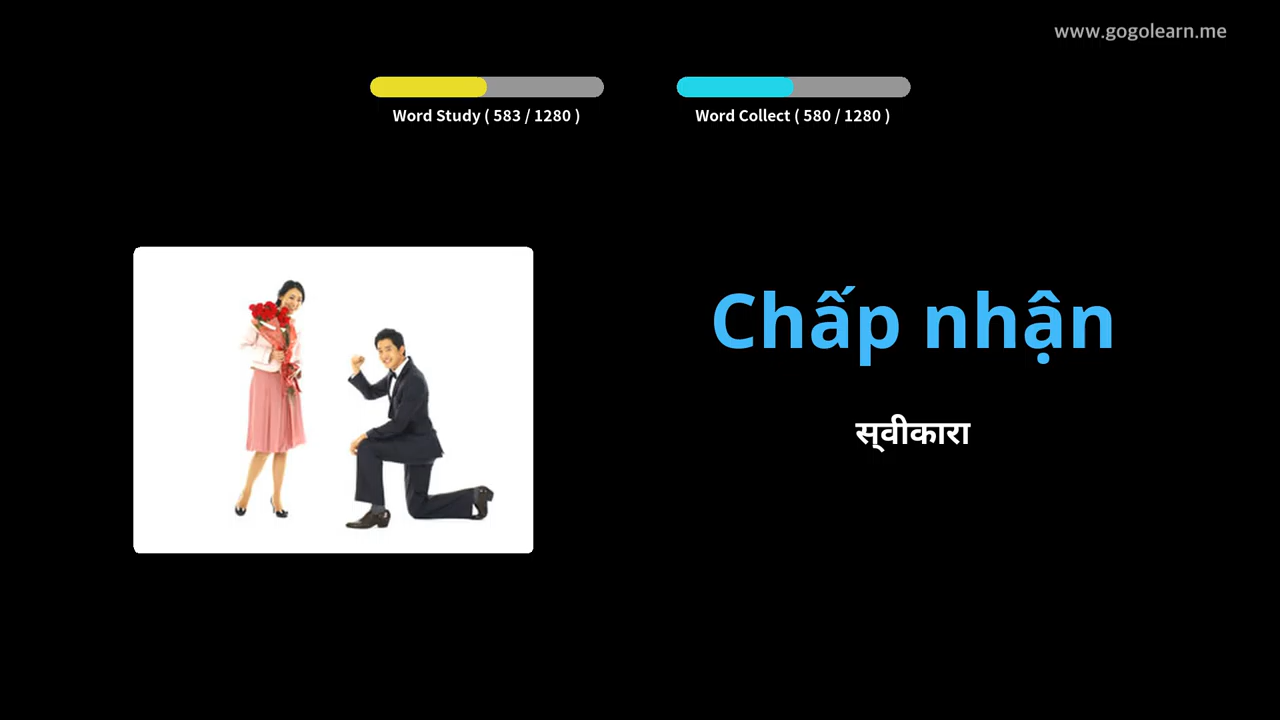 www.gogolearn.me
Word Study ( 583 / 1280 )
Word Collect ( 580 / 1280 )
Chấp nhận
स्वीकारा